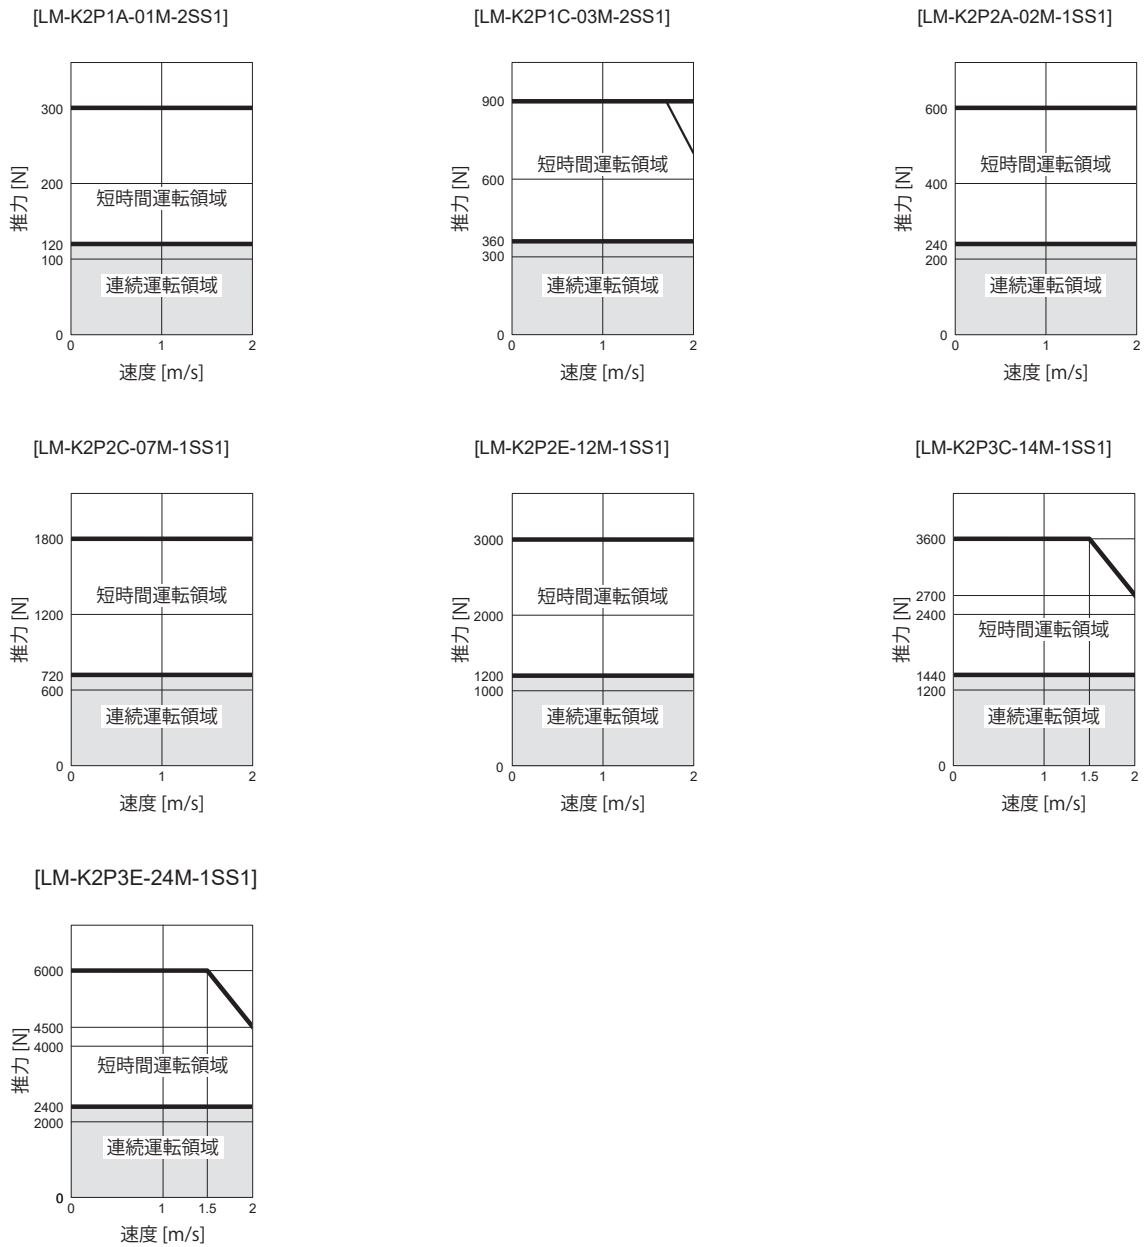 [LM-K2P1A-01M-2SS1]
推力 [N]
300
200
120
100
0
短時間運転領域
連続運転領域
0 1 2
速度 [m/s]
[LM-K2P1C-03M-2SS1]
推力 [N]
900
600
360
300
0
短時間運転領域
連続運転領域
0 1 2
速度 [m/s]
[LM-K2P2A-02M-1SS1]
推力 [N]
600
400
240
200
0
短時間運転領域
連続運転領域
0 1 2
速度 [m/s]
[LM-K2P2C-07M-1SS1]
推力 [N]
1800
1200
720
600
0
短時間運転領域
連続運転領域
0 1 2
速度 [m/s]
[LM-K2P2E-12M-1SS1]
推力 [N]
3000
2000
1200
1000
0
短時間運転領域
連続運転領域
0 1 2
速度 [m/s]
[LM-K2P3C-14M-1SS1]
推力 [N]
3600
2700
2400
1440
1200
0
短時間運転領域
連続運転領域
0 1 1.5 2
速度 [m/s]
[LM-K2P3E-24M-1SS1]
推力 [N]
6000
4500
4000
2400
2000
0
短時間運転領域
連続運転領域
0 1 1.5 2
速度 [m/s]